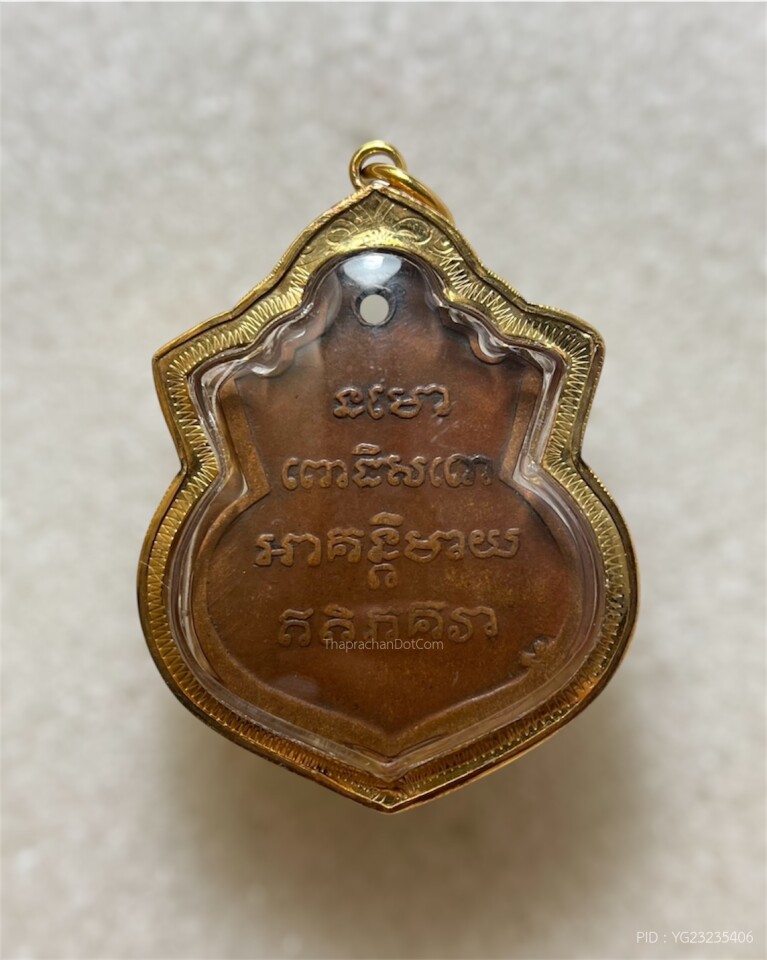 នមោ
ពោធិសតោ
អាគន្តិមាយ
ឥតិភគវា
ThaprachanDotCom
PID : YG23235406